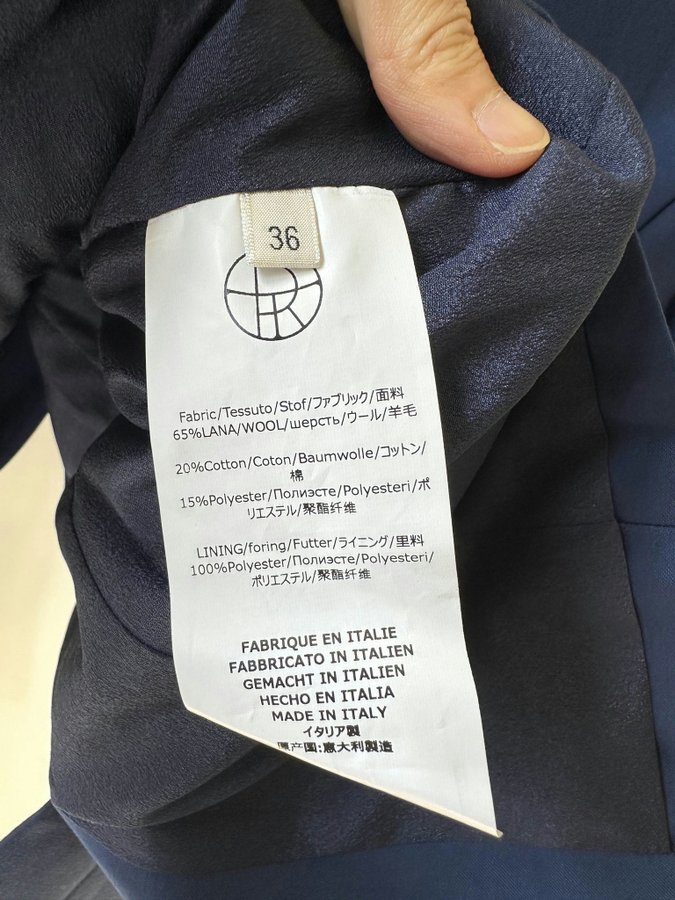 36
Fabric/Tessuto/Stof/ファブリック/面料
65%LANA/WOOL/шерсть/ウール/羊毛
20%Cotton/Coton/Baumwolle/コットン/
棉
15%Polyester/Полиэсте/Polyesteri/ポ
リエステル/聚酯纤维
LINING/foring/Futter/ライニング/里料
100%Polyester/Полиэсте/Polyester/
ポリエステル/聚酯纤维
FABRIQUE EN ITALIE
FABBRICATO IN ITALIEN
GEMACHT IN ITALIEN
HECHO EN ITALIA
MADE IN ITALY
イタリア製
原产国:意大利製造